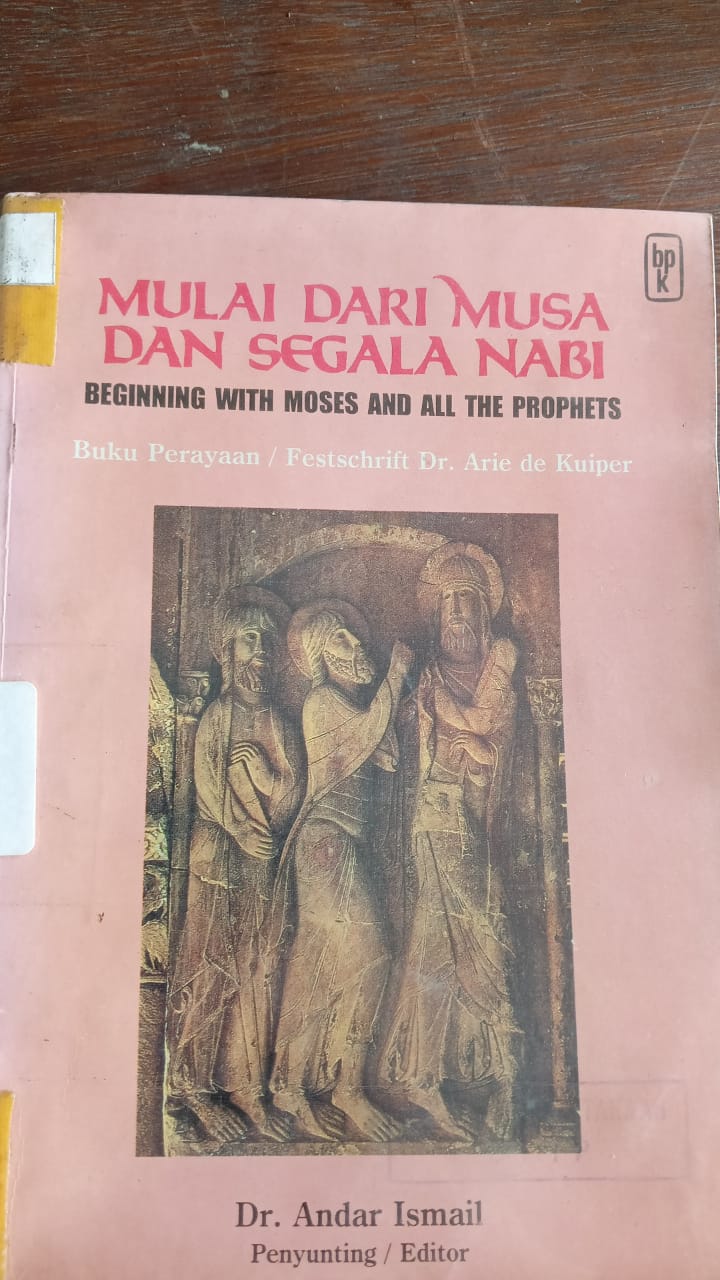 bp
k
MULAI DARI MUSA
DAN SEGALA NABI
BEGINNING WITH MOSES AND ALL THE PROPHETS
Buku Perayaan / Festschrift Dr. Arie de Kuiper
Dr. Andar Ismail
Penyunting / Editor